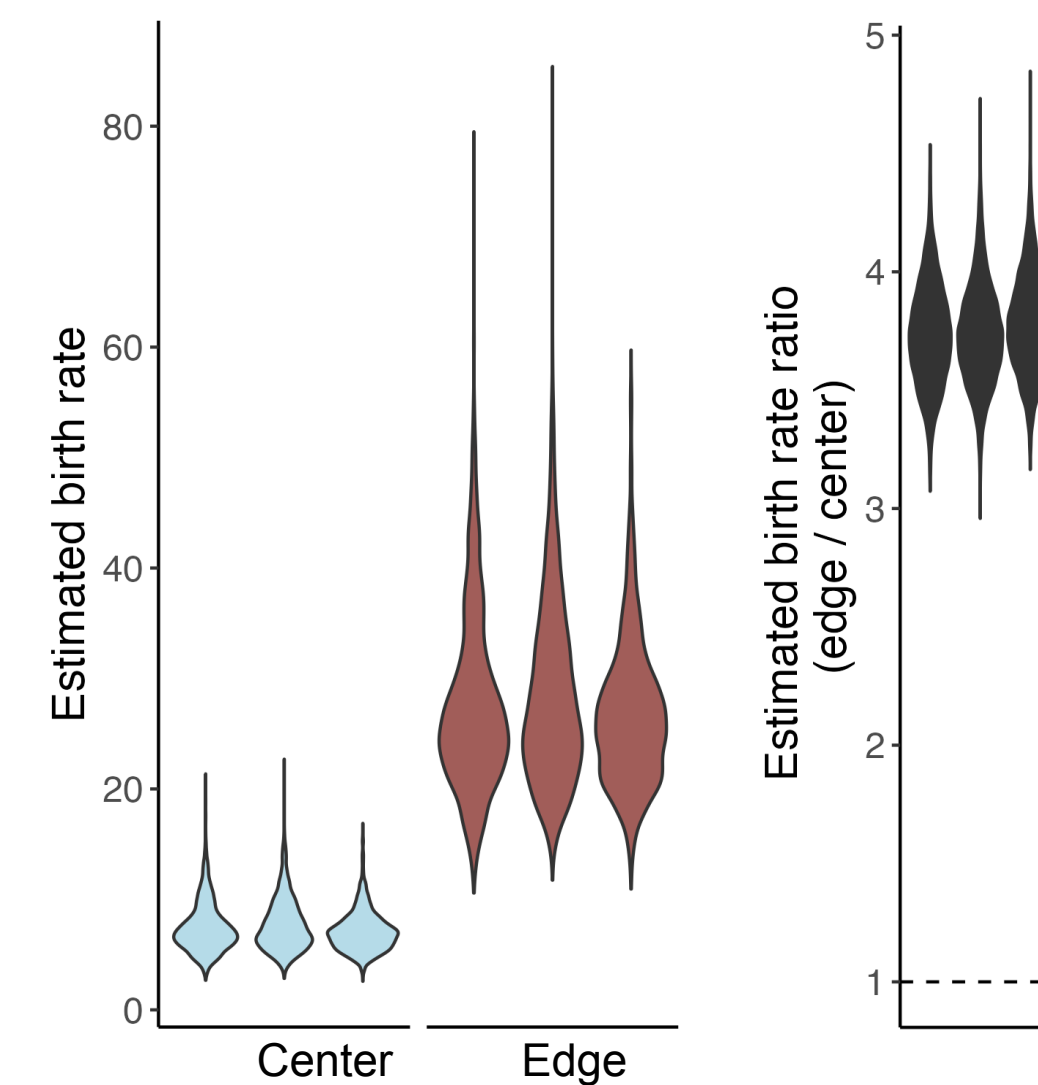 Estimated birth rate
80
60
40
20
0
Center
Edge
Estimated birth rate ratio
(edge / center)
5
4
3
2
1